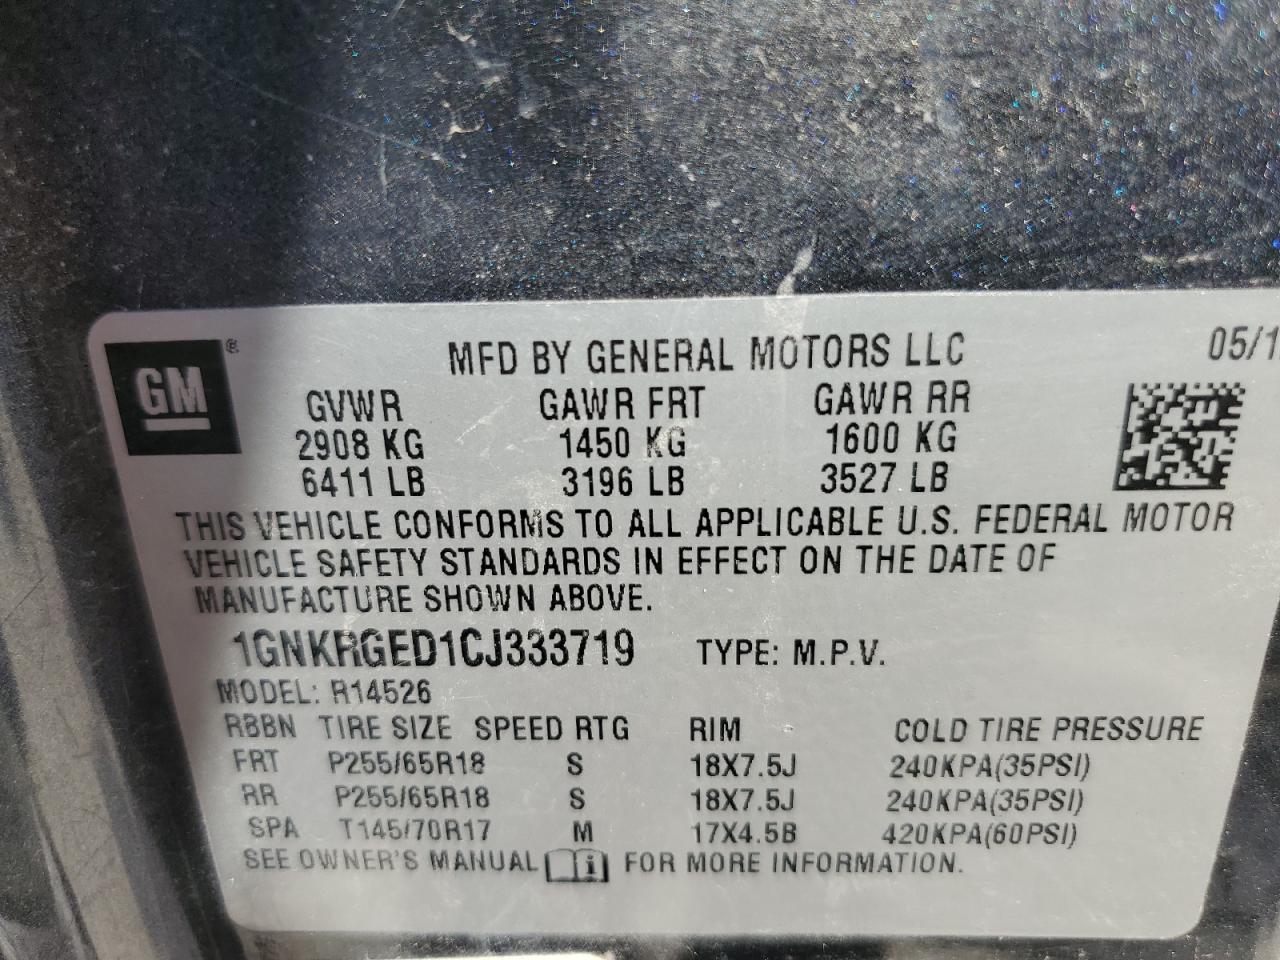 GM ® MFD BY GENERAL MOTORS LLC 05/1
GVWR GAWR FRT GAWR RR
2908 KG 1450 KG 1600 KG
6411 LB 3196 LB 3527 LB
THIS VEHICLE CONFORMS TO ALL APPLICABLE U.S. FEDERAL MOTOR
VEHICLE SAFETY STANDARDS IN EFFECT ON THE DATE OF
MANUFACTURE SHOWN ABOVE.
1GNKRGED1CJ333719 TYPE: M.P.V.
MODEL: R14526
RBBN TIRE SIZE SPEED RTG RIM COLD TIRE PRESSURE
FRT P255/65R18 S 18X7.5J 240KPA(35PSI)
RR P255/65R18 S 18X7.5J 240KPA(35PSI)
SPA T145/70R17 M 17X4.5B 420KPA(60PSI)
SEE OWNER'S MANUAL i FOR MORE INFORMATION.